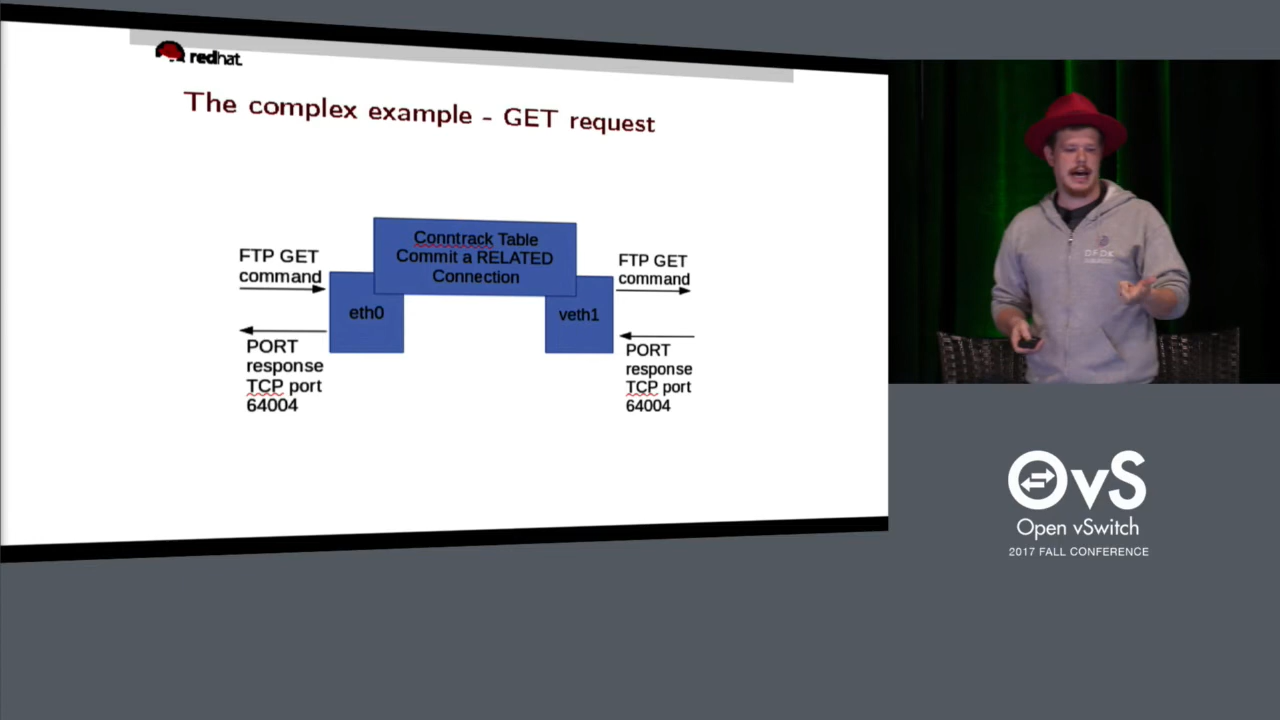 redhat.
The complex example - GET request
Conntrack Table
Commit a RELATED
Connection
FTP GET
command
eth0
PORT
response
TCP port
64004
FTP GET
command
veth1
PORT
response
TCP port
64004
DPDK
OvS
Open vSwitch
2017 FALL CONFERENCE